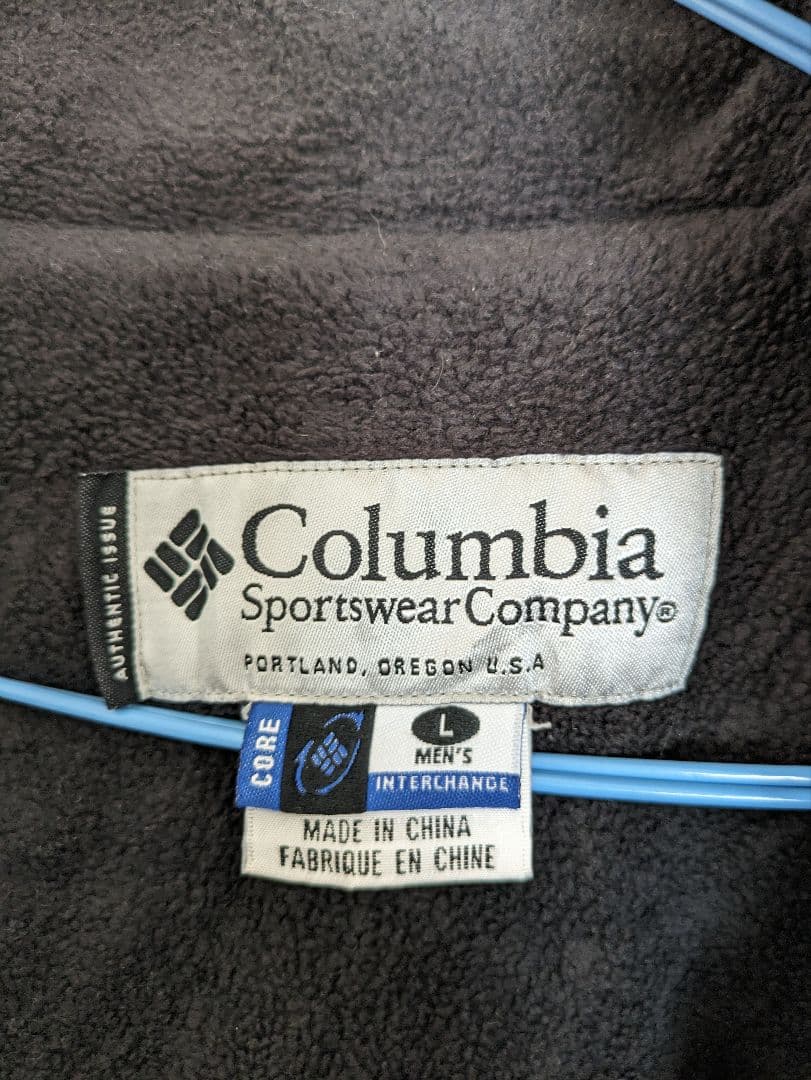 AUTHENTIC ISSUE
Columbia
Sportswear Company®
PORTLAND, OREGON U.S.A
CORE
L
MEN'S
INTERCHANGE
MADE IN CHINA
FABRIQUE EN CHINE